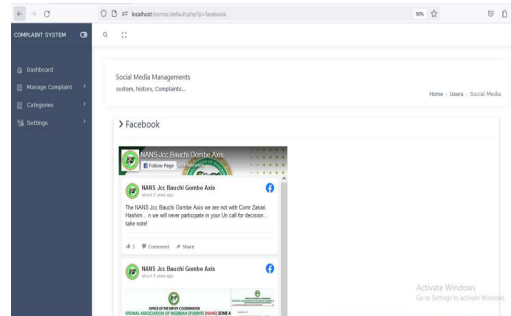 localhost/comss/default.php?p=facebook
90%
COMPLAINT SYSTEM
Dashboard
Manage Complaint
Categories
Settings
Social Media Managements
system, history, Complaints...
Home
Users
Social Media
Facebook
NANS Jcc Bauchi Gombe Axis
Follow Page
NANS Jcc Bauchi Gombe Axis
about 3 years ago
The NANS Jcc Bauchi Gombe Axis we are not with Comr Zakari
Hashim... n we will never participate in your Un call for decision...
take note!
3
Comment
Share
NANS Jcc Bauchi Gombe Axis
about 3 years ago
OFFICE OF THE DEPUTY COORDINATOR
NATIONAL ASSOCIATION OF NIGERIAN STUDENTS (NANS) ZONE A
Activate Windows
Go to Settings to activate Windows.